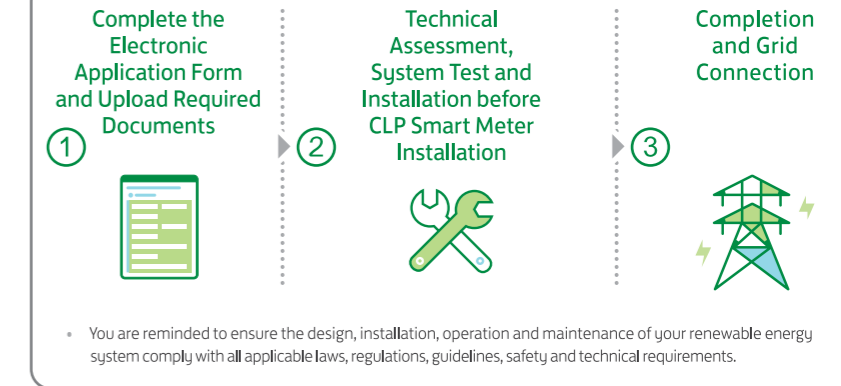 Complete the
Electronic
Application Form
and Upload Required
Documents
1
Technical
Assessment,
System Test and
Installation before
CLP Smart Meter
Installation
2
Completion
and Grid
Connection
3
• You are reminded to ensure the design, installation, operation and maintenance of your renewable energy
system comply with all applicable laws, regulations, guidelines, safety and technical requirements.